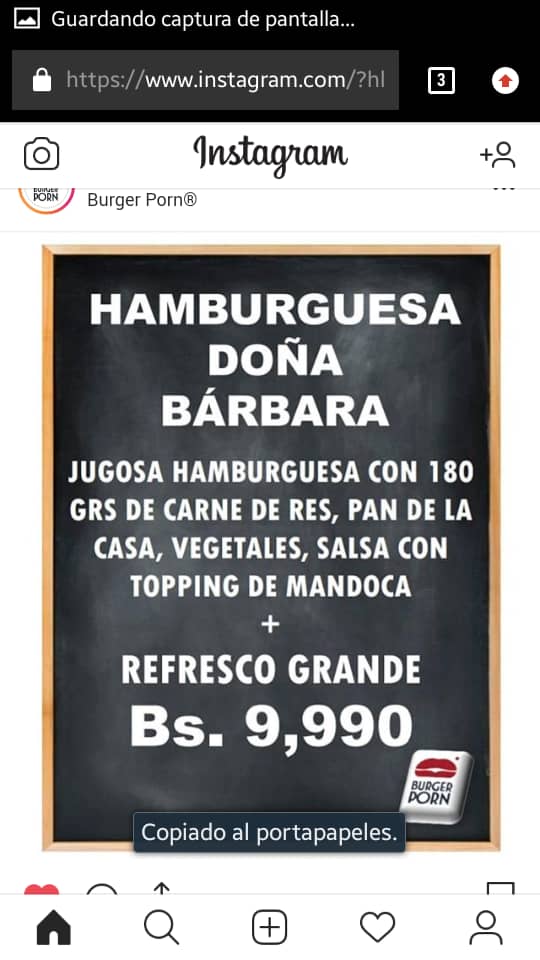 Guardando captura de pantalla...
https://www.instagram.com/?hl
3
Instagram
BURGER
PORN
Burger Porn®
HAMBURGUESA
DOÑA
BÁRBARA
JUGOSA HAMBURGUESA CON 180
GRS DE CARNE DE RES, PAN DE LA
CASA, VEGETALES, SALSA CON
TOPPING DE MANDOCA
+
REFRESCO GRANDE
Bs. 9,990
BURGER
PORN
Copiado al portapapeles.